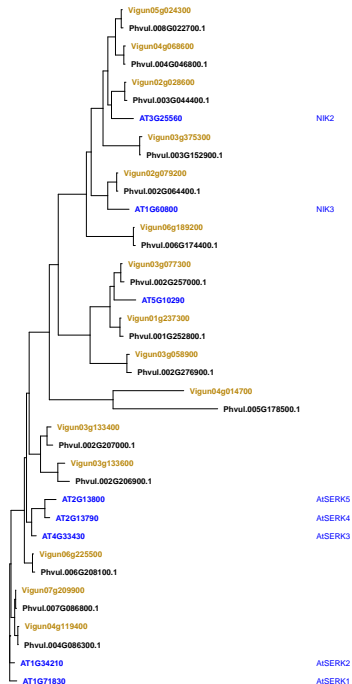 Vigun05g024300
Phvul.008G022700.1
Vigun04g068600
Phvul.004G046800.1
Vigun02g028600
Phvul.003G044400.1
AT3G25560 NIK2
Vigun03g375300
Phvul.003G152900.1
Vigun02g079200
Phvul.002G064400.1
AT1G60800 NIK3
Vigun06g189200
Phvul.006G174400.1
Vigun03g077300
Phvul.002G257000.1
AT5G10290
Vigun01g237300
Phvul.001G252800.1
Vigun03g058900
Phvul.002G276900.1
Vigun04g014700
Phvul.005G178500.1
Vigun03g133400
Phvul.002G207000.1
Vigun03g133600
Phvul.002G206900.1
AT2G13800 AtSERK5
AT2G13790 AtSERK4
AT4G33430 AtSERK3
Vigun06g225500
Phvul.006G208100.1
Vigun07g209900
Phvul.007G086800.1
Vigun04g119400
Phvul.004G086300.1
AT1G34210 AtSERK2
AT1G71830 AtSERK1